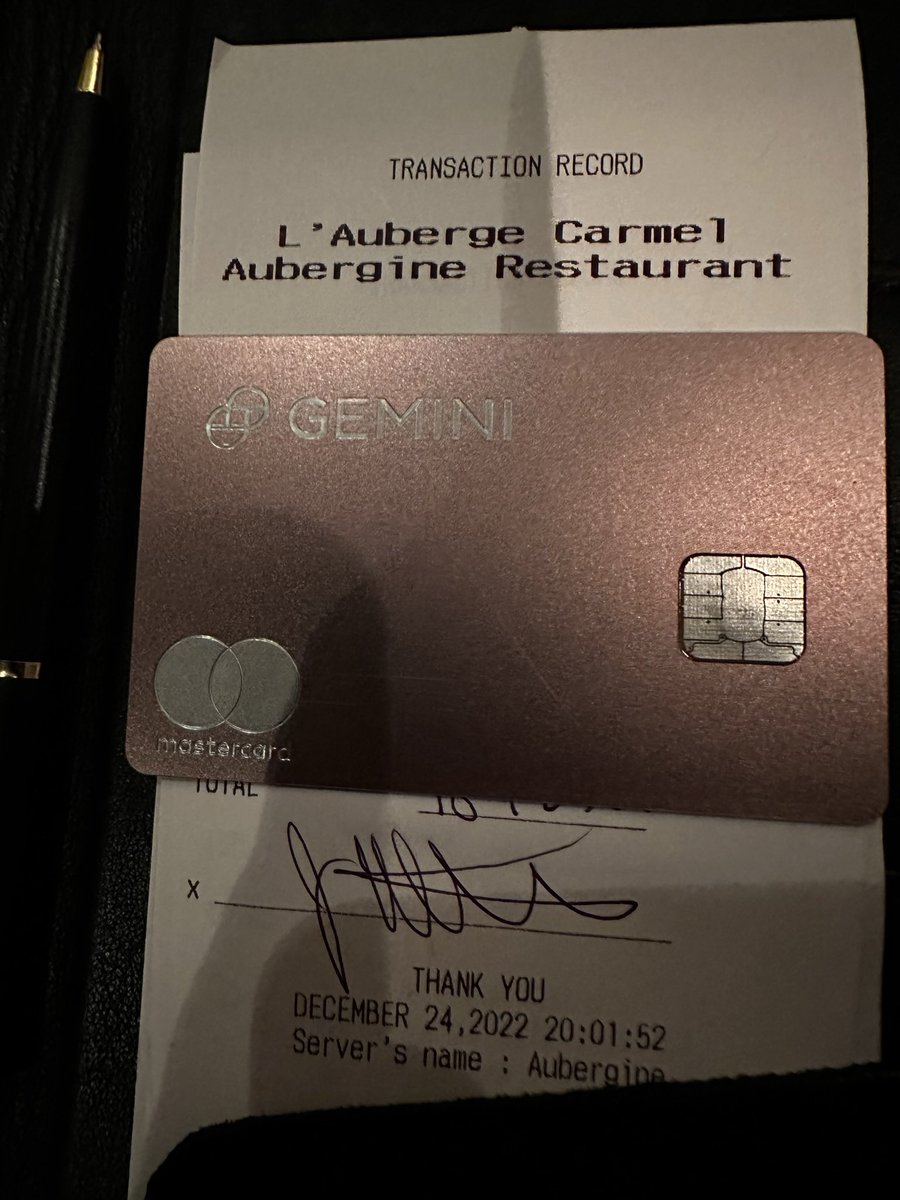 TRANSACTION RECORD
L'Auberge Carmel
Aubergine Restaurant
GEMINI
mastercard
TOTAL
X
THANK YOU
DECEMBER 24,2022 20:01:52
Server's name : Aubergine